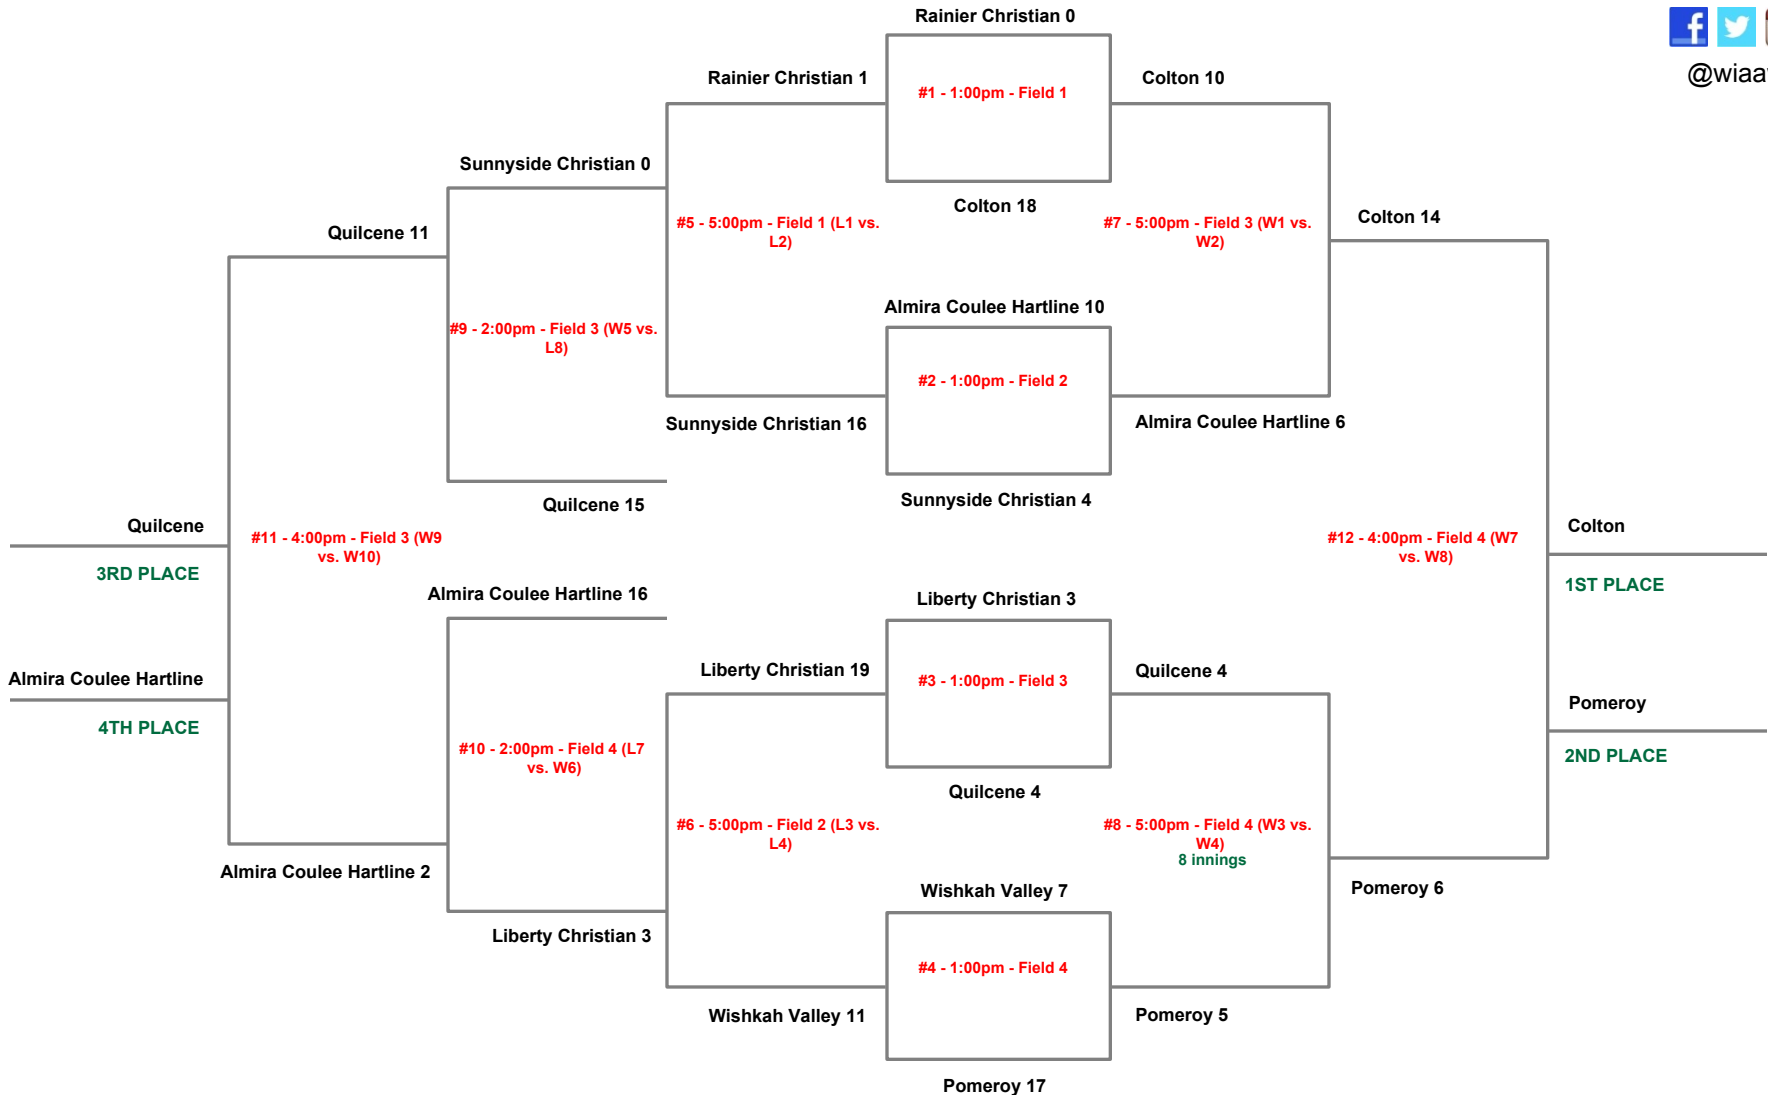 Rainier Christian 0
@wiaa
Rainier Christian 1
#1 - 1:00pm - Field 1
Colton 10
Sunnyside Christian 0
Colton 18
Quilcene 11
#5 - 5:00pm - Field 1 (L1 vs.
L2)
#7 - 5:00pm - Field 3 (W1 vs.
W2)
Colton 14
Almira Coulee Hartline 10
#9 - 2:00pm - Field 3 (W5 vs.
L8)
#2 - 1:00pm - Field 2
Sunnyside Christian 16
Almira Coulee Hartline 6
Quilcene 15
Sunnyside Christian 4
Quilcene
#11 - 4:00pm - Field 3 (W9
vs. W10)
#12 - 4:00pm - Field 4 (W7
vs. W8)
Colton
3RD PLACE
1ST PLACE
Almira Coulee Hartline 16
Liberty Christian 3
Almira Coulee Hartline
Liberty Christian 19
#3 - 1:00pm - Field 3
Quilcene 4
Pomeroy
4TH PLACE
#10 - 2:00pm - Field 4 (L7
vs. W6)
2ND PLACE
Quilcene 4
#6 - 5:00pm - Field 2 (L3 vs.
L4)
#8 - 5:00pm - Field 4 (W3 vs.
W4)
8 innings
Almira Coulee Hartline 2
Wishkah Valley 7
Pomeroy 6
Liberty Christian 3
#4 - 1:00pm - Field 4
Wishkah Valley 11
Pomeroy 5
Pomeroy 17